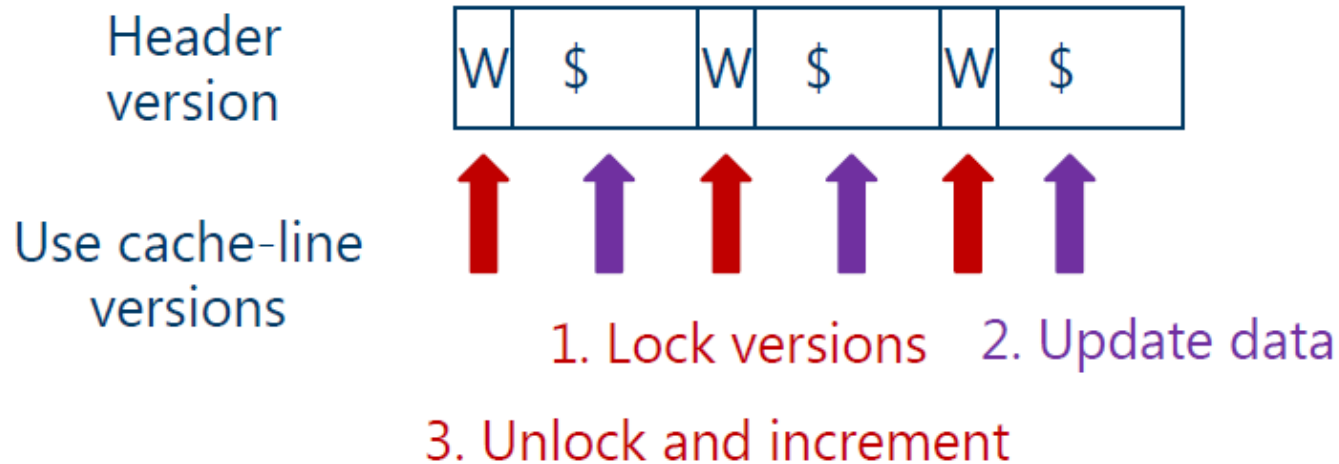 Header
version
W $ W $ W $
Use cache-line
versions
1. Lock versions
2. Update data
3. Unlock and increment